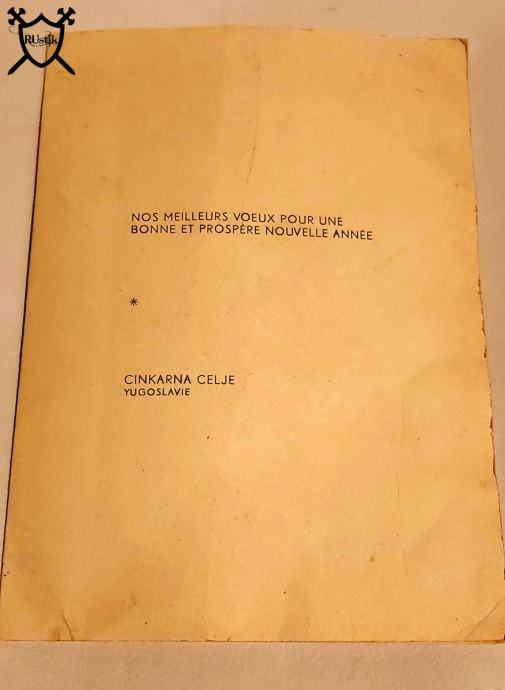 RUstik
NOS MEILLEURS VOEUX POUR UNE
BONNE ET PROSPÈRE NOUVELLE ANNÉE
*
CINKARNA CELJE
YUGOSLAVIE